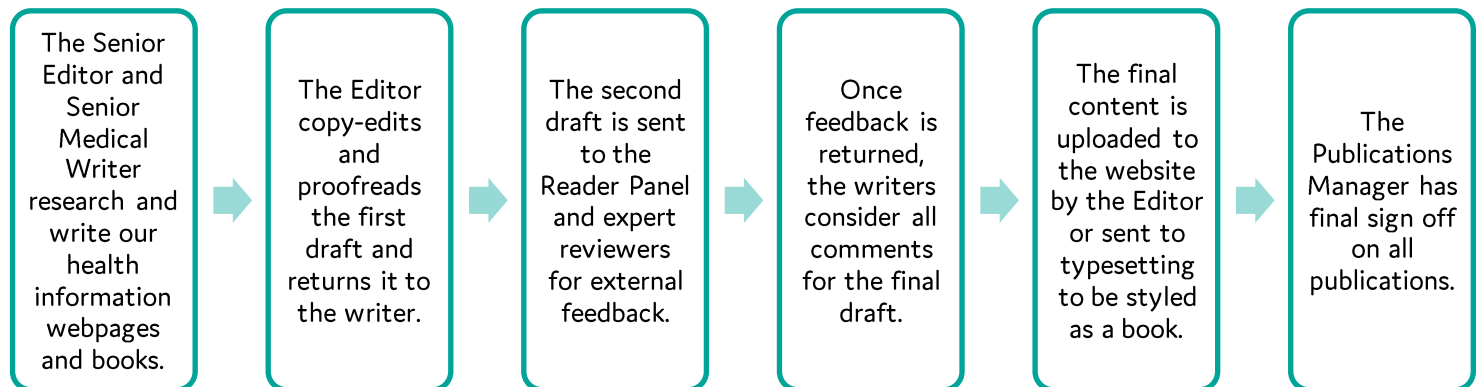 The Senior
Editor and
Senior
Medical
Writer
research and
write our
health
information
webpages
and books.
The Editor
copy-edits
and
proofreads
the first
draft and
returns it to
the writer.
The second
draft is sent
to the
Reader Panel
and expert
reviewers
for external
feedback.
Once
feedback is
returned,
the writers
consider all
comments
for the final
draft.
The final
content is
uploaded to
the website
by the Editor
or sent to
typesetting
to be styled
as a book.
The
Publications
Manager has
final sign off
on all
publications.